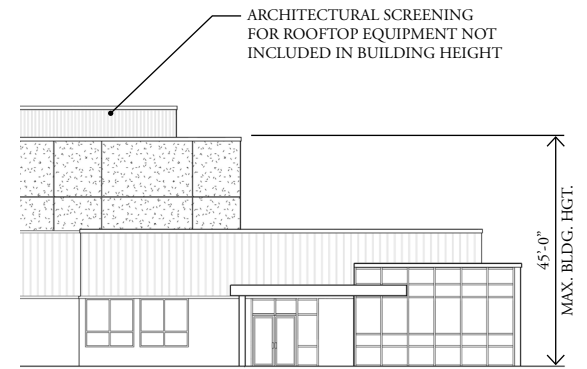 ARCHITECTURAL SCREENING
FOR ROOFTOP EQUIPMENT NOT
INCLUDED IN BUILDING HEIGHT
45'-0"
MAX. BLDG. HGT.